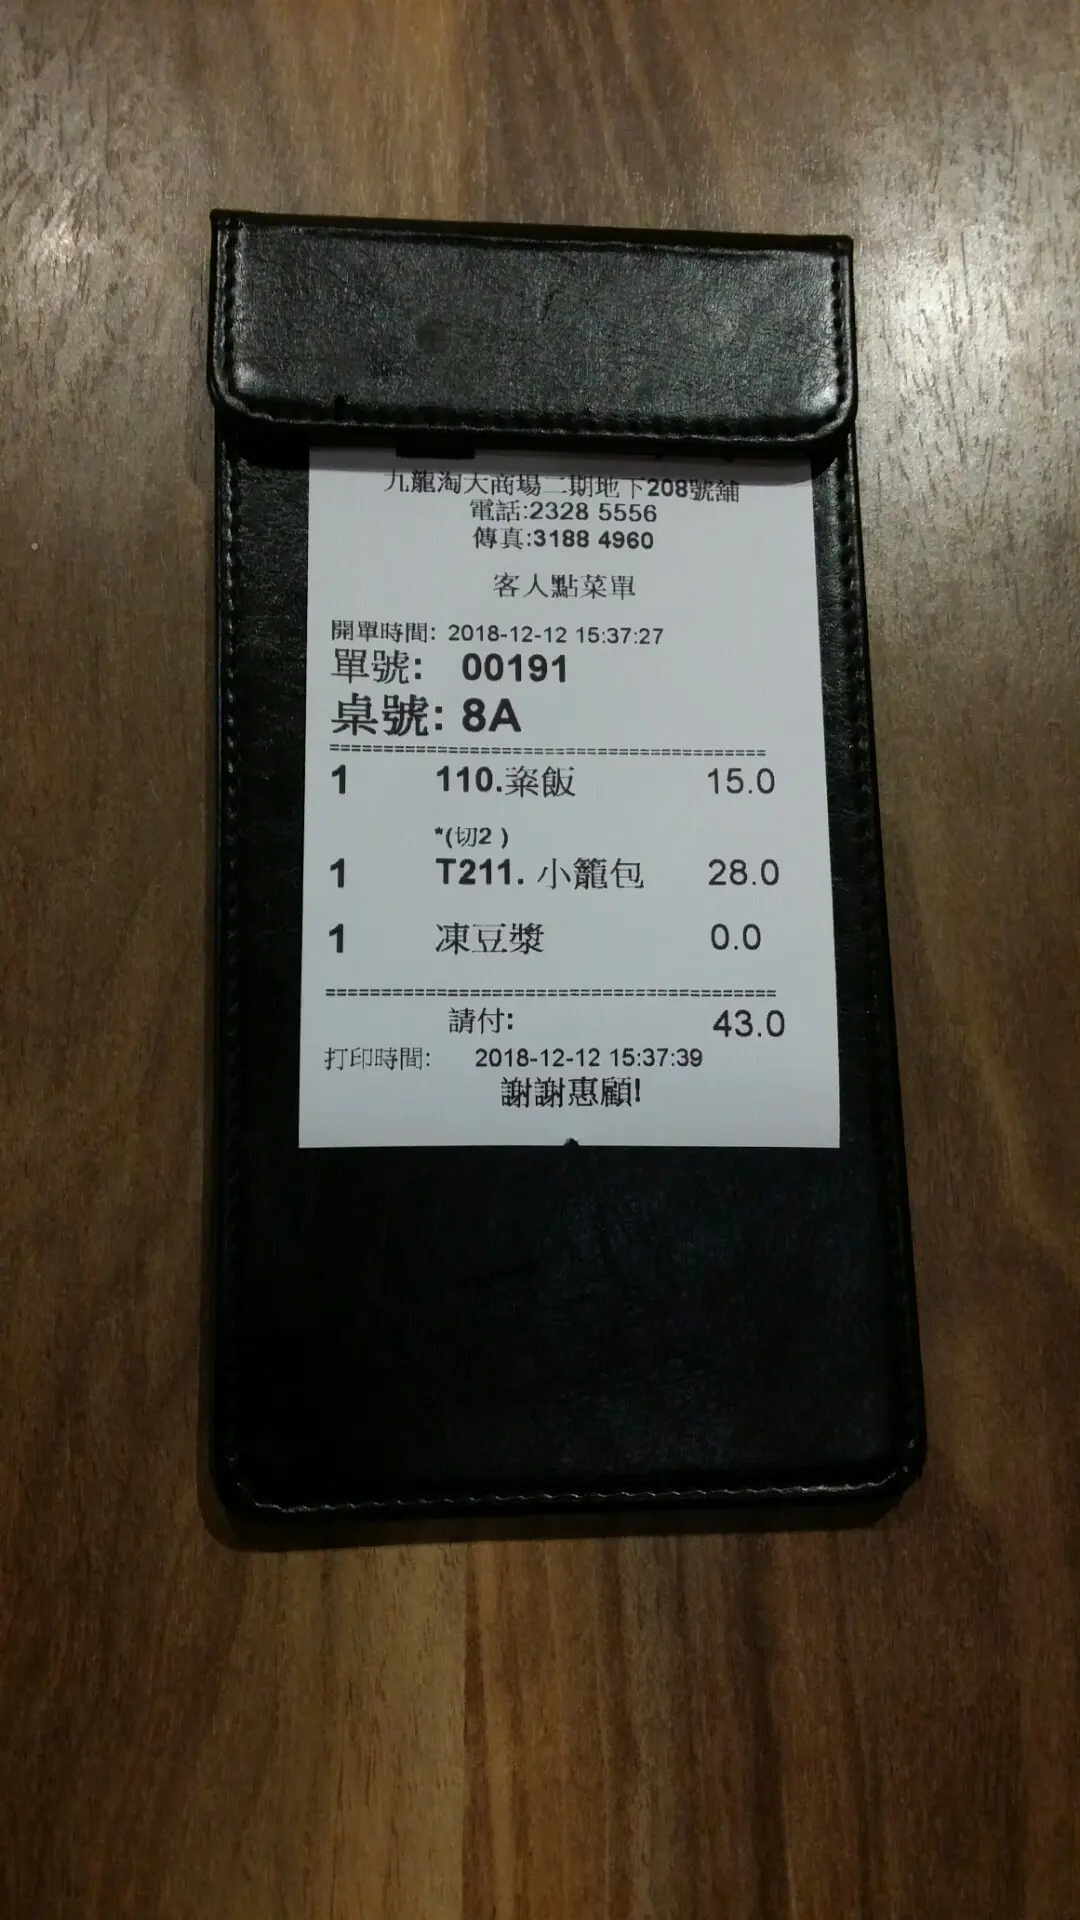 九龍淘大商場二期地下208號舖
電話:2328 5556
傳真:3188 4960
客人點菜單
開單時間: 2018-12-12 15:37:27
單號: 00191
桌號: 8A
1 110.粢飯 15.0
*(切2 )
1 T211. 小籠包 28.0
1 凍豆漿 0.0
請付: 43.0
打印時間: 2018-12-12 15:37:39
謝謝惠顧!